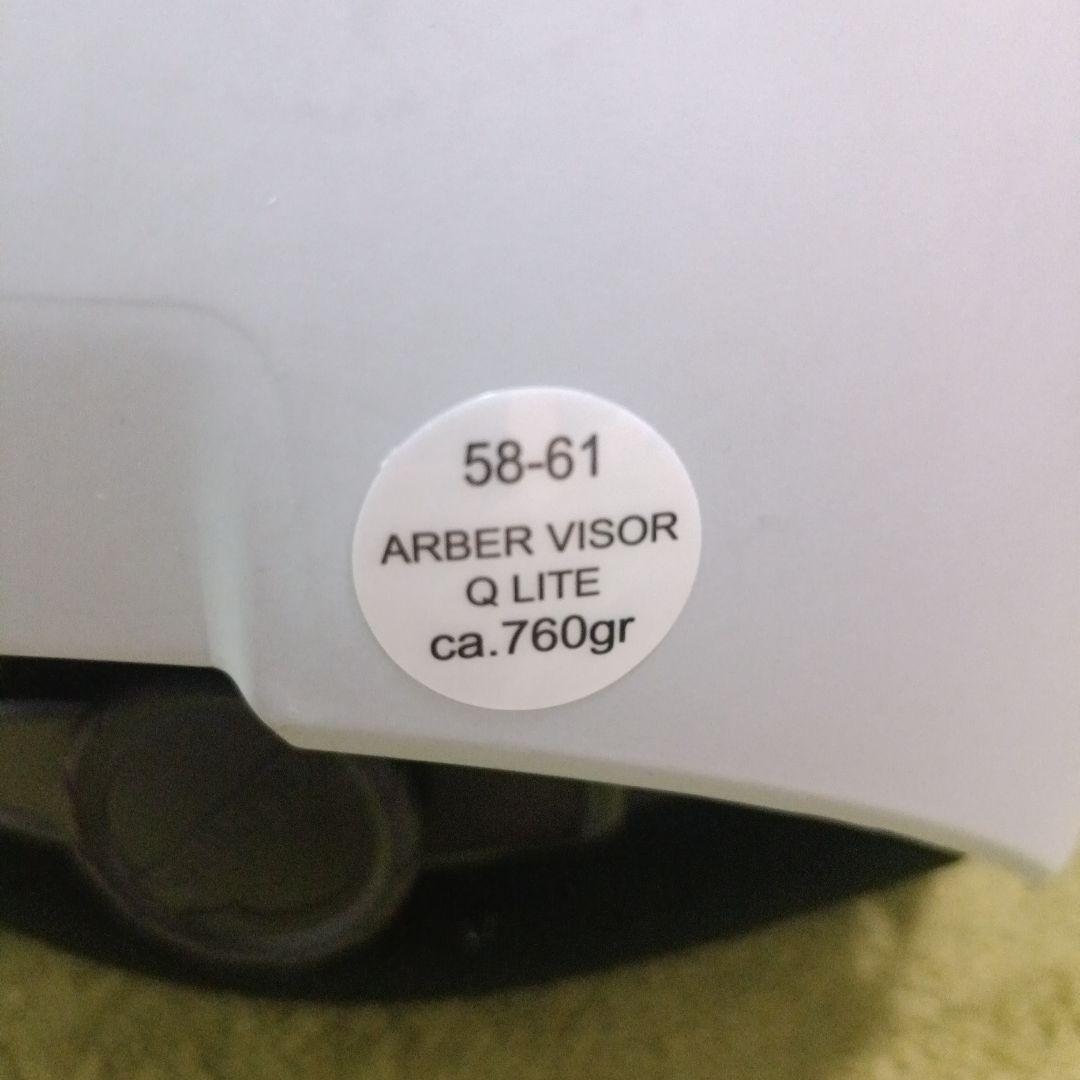 58-61
ARBER VISOR
Q LITE
ca.760gr